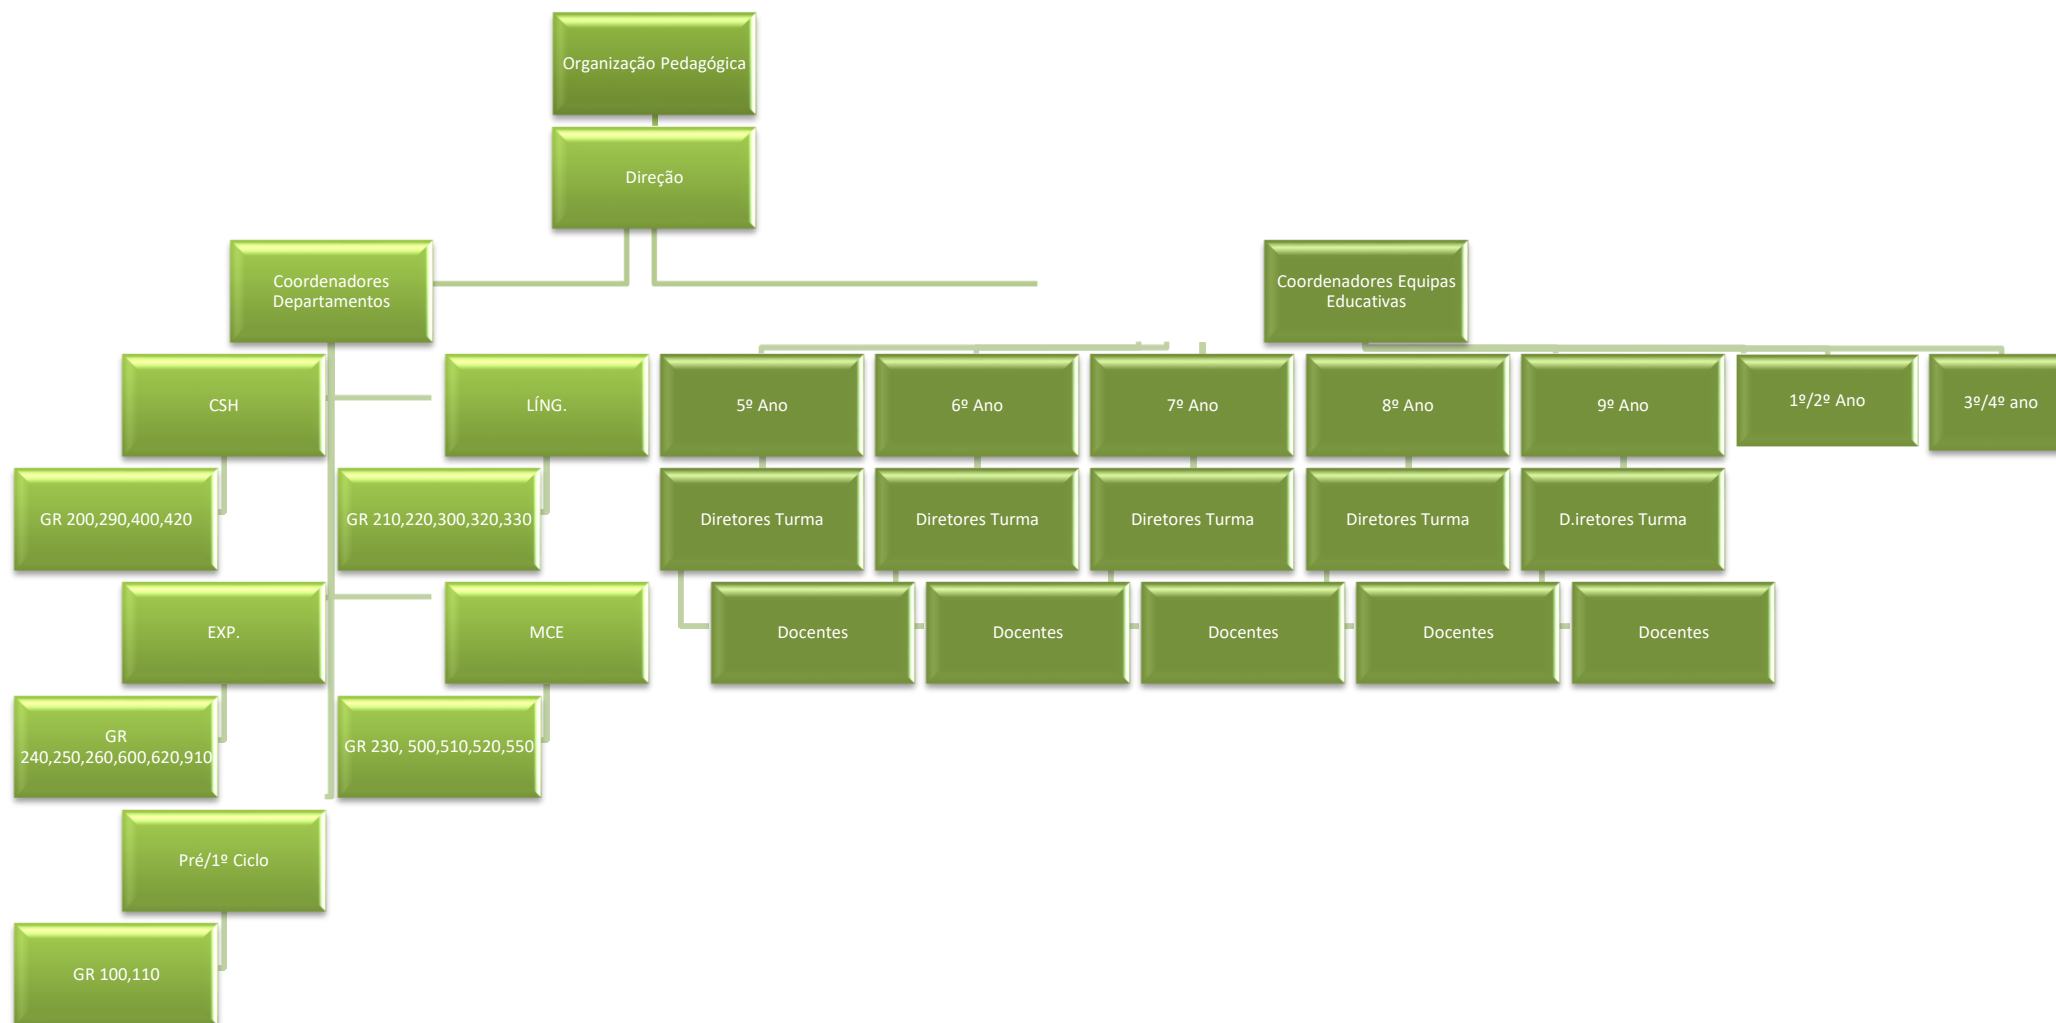 Organização Pedagógica
Direção
Coordenadores
Departamentos
Coordenadores Equipas
Educativas
CSH
LÍNG.
5º Ano
6º Ano
7º Ano
8º Ano
9º Ano
1º/2º Ano
3º/4º ano
GR 200,290,400,420
GR 210,220,300,320,330
Diretores Turma
Diretores Turma
Diretores Turma
Diretores Turma
D.iretores Turma
EXP.
MCE
Docentes
Docentes
Docentes
Docentes
Docentes
GR
240,250,260,600,620,910
GR 230, 500,510,520,550
Pré/1º Ciclo
GR 100,110